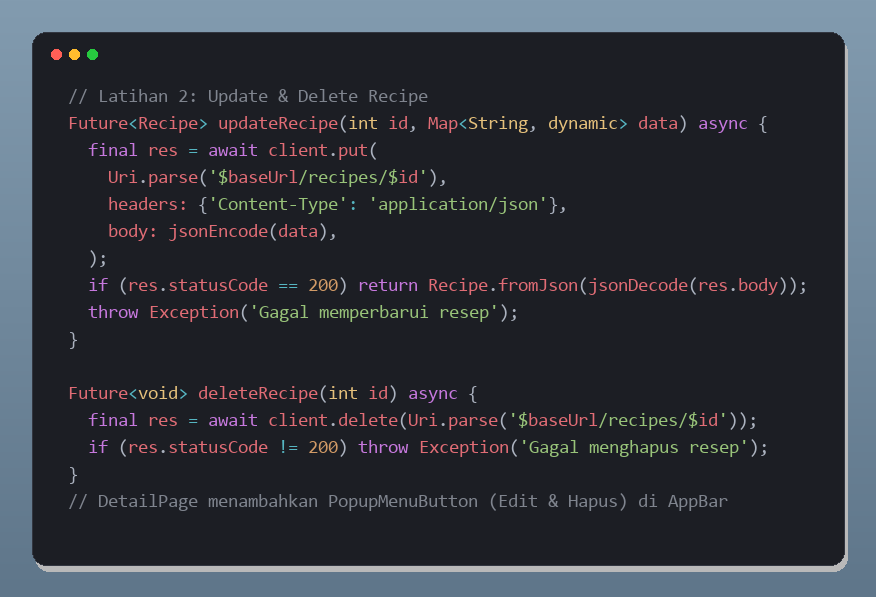 // Latihan 2: Update & Delete Recipe
Future<Recipe> updateRecipe(int id, Map<String, dynamic> data) async {
  final res = await client.put(
    Uri.parse('$baseUrl/recipes/$id'),
    headers: {'Content-Type': 'application/json'},
    body: jsonEncode(data),
  );
  if (res.statusCode == 200) return Recipe.fromJson(jsonDecode(res.body));
  throw Exception('Gagal memperbarui resep');
}

Future<void> deleteRecipe(int id) async {
  final res = await client.delete(Uri.parse('$baseUrl/recipes/$id'));
  if (res.statusCode != 200) throw Exception('Gagal menghapus resep');
}
// DetailPage menambahkan PopupMenuButton (Edit & Hapus) di AppBar